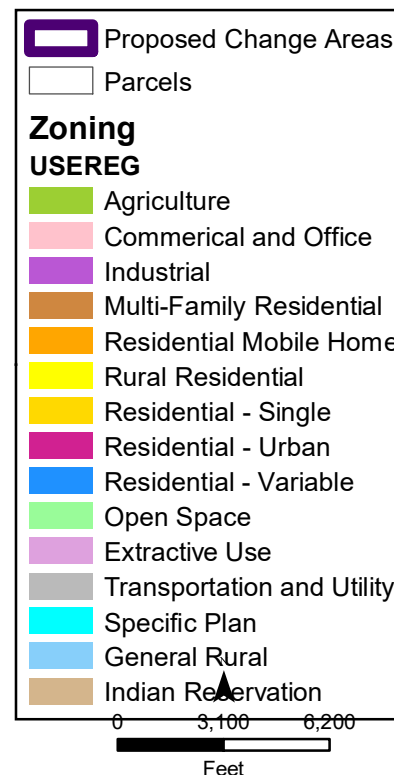 Proposed Change Areas
Parcels
Zoning
USEREG
Agriculture
Commerical and Office
Industrial
Multi-Family Residential
Residential Mobile Home
Rural Residential
Residential - Single
Residential - Urban
Residential - Variable
Open Space
Extractive Use
Transportation and Utility
Specific Plan
General Rural
Indian Reservation
0 3,100 6,200
Feet